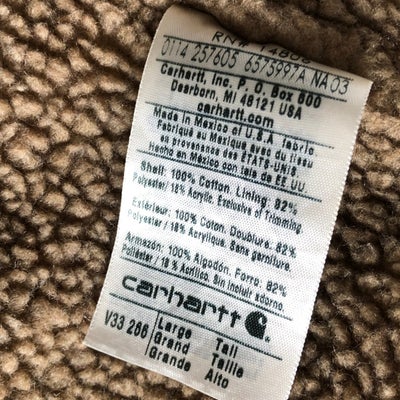 RN# 14806
0114 257605 6575997A NA 03
Carhartt, Inc. P. O. Box 600
Dearborn, MI 48121 USA
carhartt.com
Made in Mexico of U.S.A. fabric
Fabriqué au Mexique avec du tissu
en provenance des ÉTATS-UNIS
Hecho en México con tela de EE. UU.
Shell: 100% Cotton. Lining: 82%
Polyester/ 18% Acrylic. Exclusive of Trimming.
Extérieur: 100% Coton. Doublure: 82%
Polyester/ 18% Acrylique. Sans garniture.
Armazón: 100% Algodón. Forro: 82%
Poliéster/ 18% Acrílico. Sin incluir adorno.
carhartt
V33 286
Large Tall
Grand Taille
Grande Alto